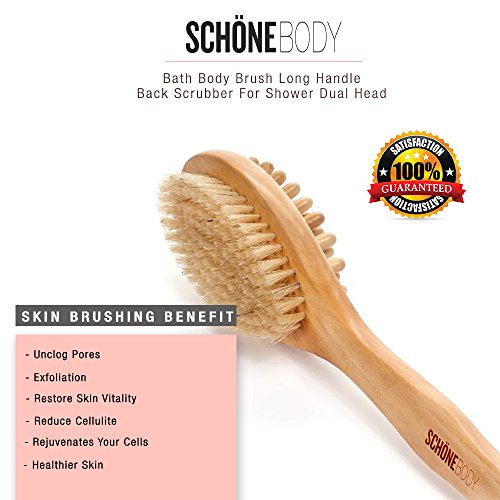 SCHÖNEBODY
Bath Body Brush Long Handle
Back Scrubber For Shower Dual Head
SATISFACTION
100%
GUARANTEED
SATISFACTION
SKIN BRUSHING BENEFIT
- Unclog Pores
- Exfoliation
- Restore Skin Vitality
- Reduce Cellulite
- Rejuvenates Your Cells
- Healthier Skin
SCHÖNEBODY